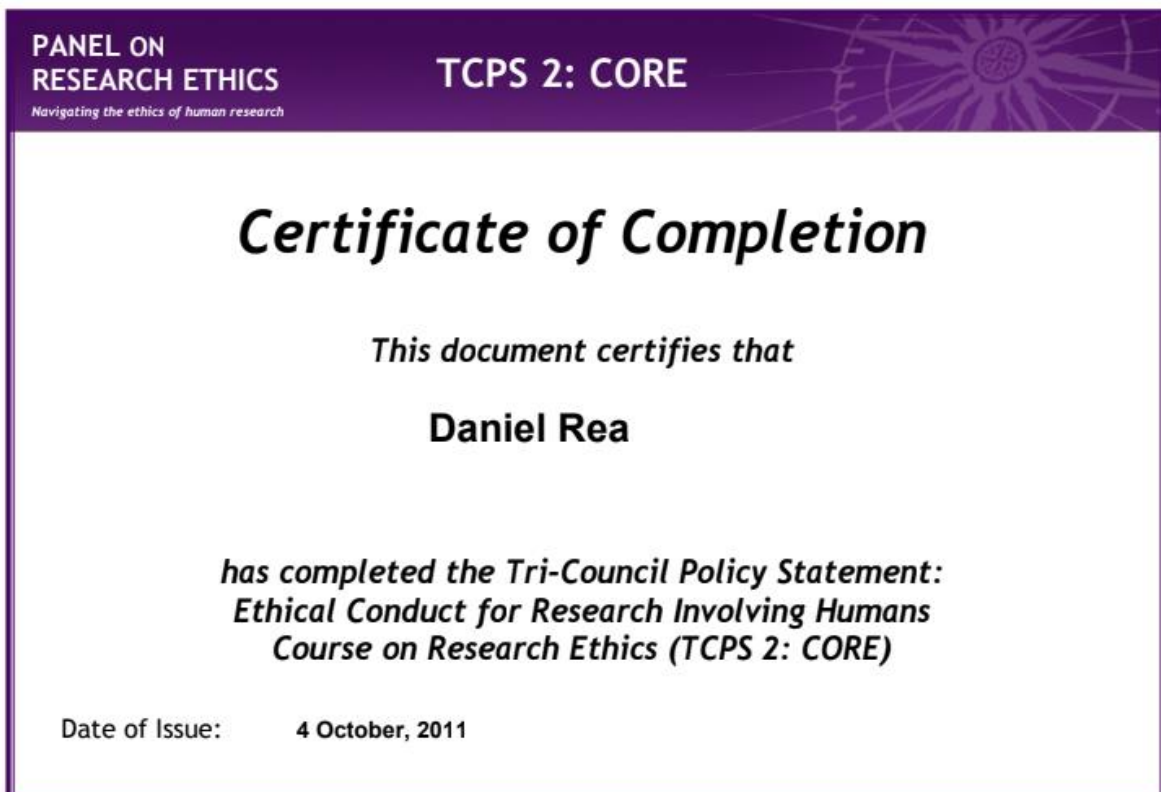 PANEL ON
RESEARCH ETHICS
Navigating the ethics of human research
TCPS 2: CORE
Certificate of Completion
This document certifies that
Daniel Rea
has completed the Tri-Council Policy Statement:
Ethical Conduct for Research Involving Humans
Course on Research Ethics (TCPS 2: CORE)
Date of Issue: 4 October, 2011